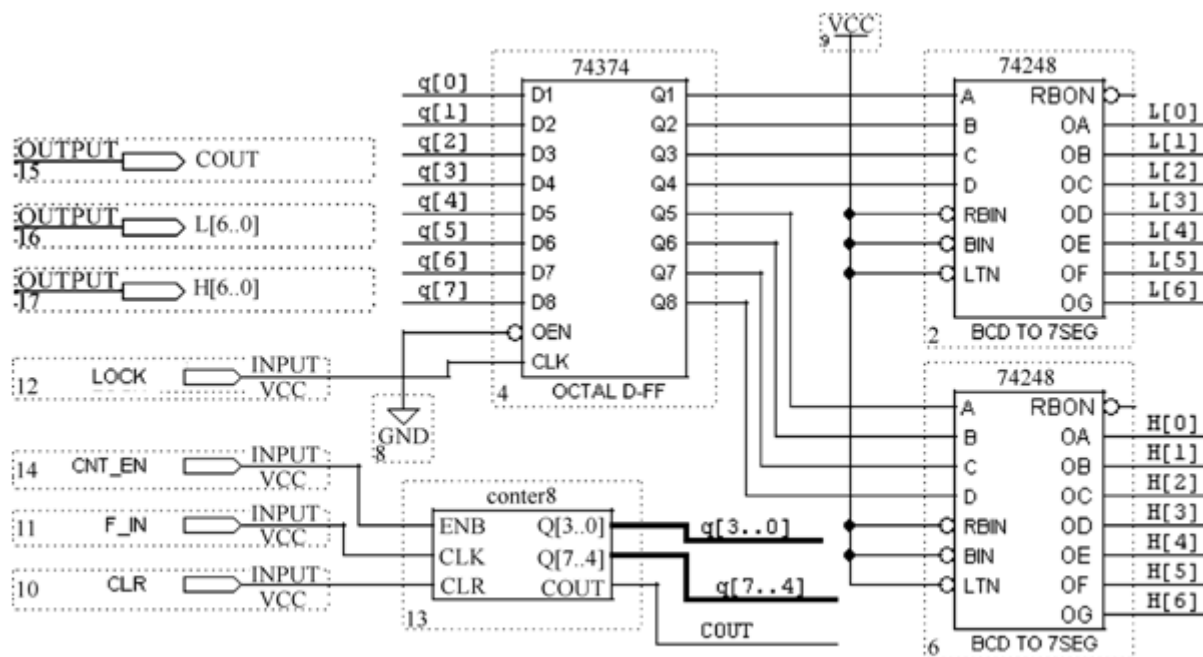 OUTPUT
15
COUT
OUTPUT
16
L[6..0]
OUTPUT
17
H[6..0]
12
LOCK
INPUT
VCC
14
CNT_EN
INPUT
VCC
11
F_IN
INPUT
VCC
10
CLR
INPUT
VCC
q[0]
q[1]
q[2]
q[3]
q[4]
q[5]
q[6]
q[7]
74374
D1 Q1
D2 Q2
D3 Q3
D4 Q4
D5 Q5
D6 Q6
D7 Q7
D8 Q8
OEN
CLK
4
OCTAL D-FF
GND
8
conter8
ENB Q[3..0]
CLK Q[7..4]
CLR COUT
13
q[3..0]
q[7..4]
COUT
VCC
9
74248
A RBON
B OA
C OB
D OC
RBIN OD
BIN OE
LTN OF
OG
2
BCD TO 7SEG
L[0]
L[1]
L[2]
L[3]
L[4]
L[5]
L[6]
74248
A RBON
B OA
C OB
D OC
RBIN OD
BIN OE
LTN OF
OG
6
BCD TO 7SEG
H[0]
H[1]
H[2]
H[3]
H[4]
H[5]
H[6]